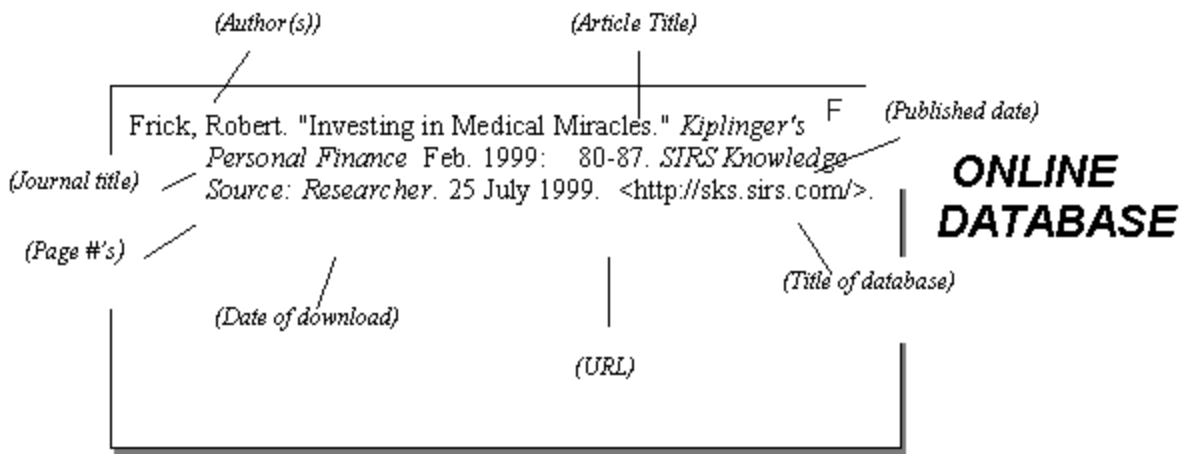 (Author(s))
(Article Title)
F
(Published date)
Frick, Robert. "Investing in Medical Miracles." Kiplinger's
Personal Finance Feb. 1999: 80-87. SIRS Knowledge
Source: Researcher. 25 July 1999. <http://sks.sirs.com/>.
(Journal title)
ONLINE
DATABASE
(Page #'s)
(Title of database)
(Date of download)
(URL)